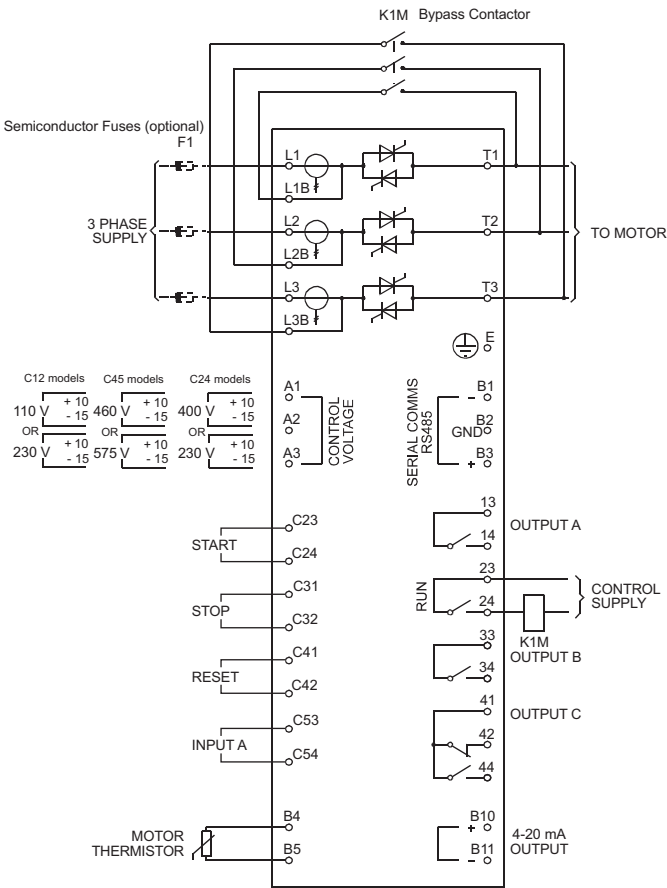 K1M Bypass Contactor
Semiconductor Fuses (optional)
F1
3 PHASE
SUPPLY
L1
L1B
L2
L2B
L3
L3B
T1
T2
T3
TO MOTOR
E
C12 models
C45 models
C24 models
110 V + 10 - 15
460 V + 10 - 15
400 V + 10 - 15
OR
OR
OR
230 V + 10 - 15
575 V + 10 - 15
230 V + 10 - 15
A1
A2
A3
CONTROL
VOLTAGE
SERIAL COMMS
RS485
- B1
GND B2
+ B3
C23
START
C24
C31
STOP
C32
C41
RESET
C42
C53
INPUT A
C54
13
OUTPUT A
14
23
RUN
24
CONTROL
SUPPLY
K1M
33
OUTPUT B
34
41
OUTPUT C
42
44
MOTOR
THERMISTOR
B4
B5
+ B10
- B11
4-20 mA
OUTPUT